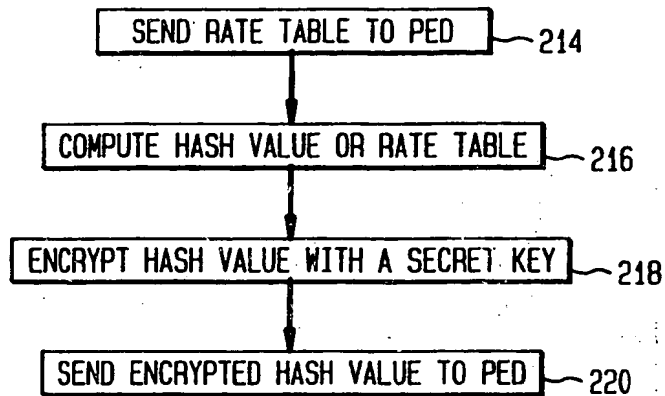 SEND RATE TABLE TO PED
214
COMPUTE HASH VALUE OR RATE TABLE
216
ENCRYPT HASH VALUE WITH A SECRET KEY
218
SEND ENCRYPTED HASH VALUE TO PED
220